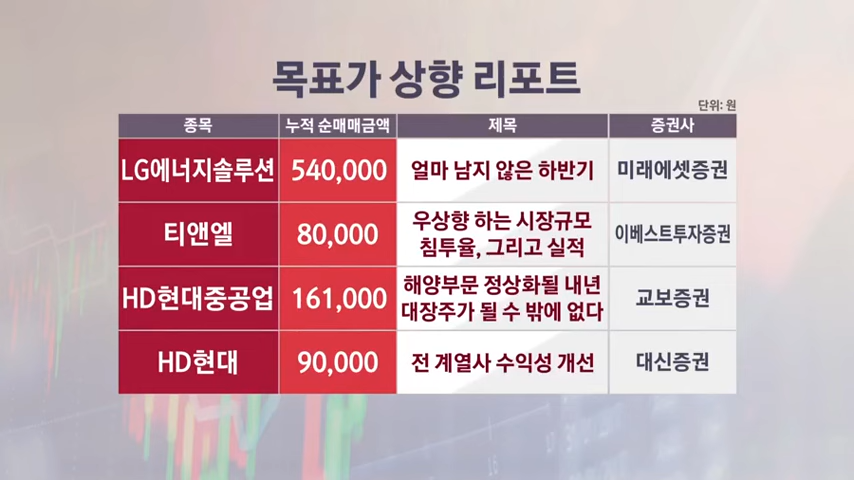 목표가 상향 리포트
단위: 원
종목 누적 순매매금액 제목 증권사
LG에너지솔루션 540,000 얼마 남지 않은 하반기 미래에셋증권
티앤엘 80,000 우상향 하는 시장규모
침투율, 그리고 실적 이베스트투자증권
HD현대중공업 161,000 해양부문 정상화될 내년
대장주가 될 수 밖에 없다 교보증권
HD현대 90,000 전 계열사 수익성 개선 대신증권